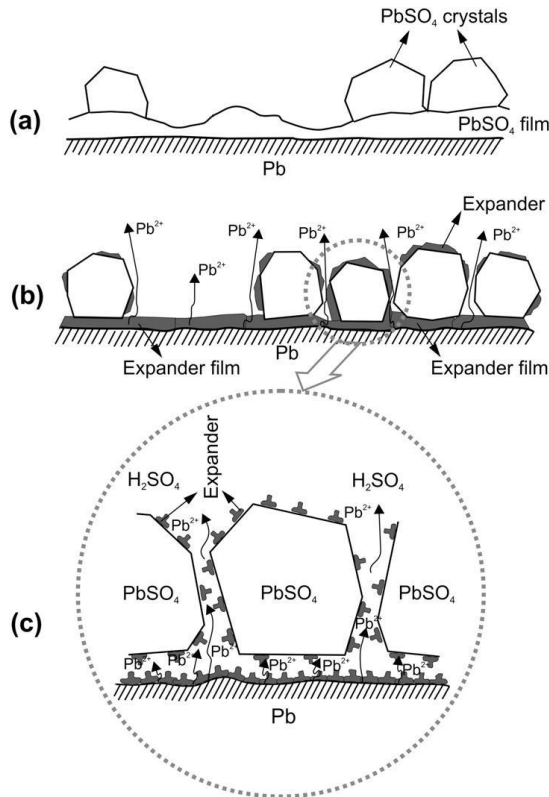 PbSO₄ crystals
(a)
PbSO₄ film
Pb
Expander
Pb²⁺
Pb²⁺
Pb²⁺
Pb²⁺
Pb²⁺
Pb²⁺
(b)
Pb
Expander film
Expander film
H₂SO₄
Expander
H₂SO₄
Pb²⁺
Pb²⁺
PbSO₄
PbSO₄
PbSO₄
(c)
Pb²⁺
Pb²⁺
Pb²
Pb²⁺
Pb
Pb²⁺
Pb²⁺
Pb²
Pb